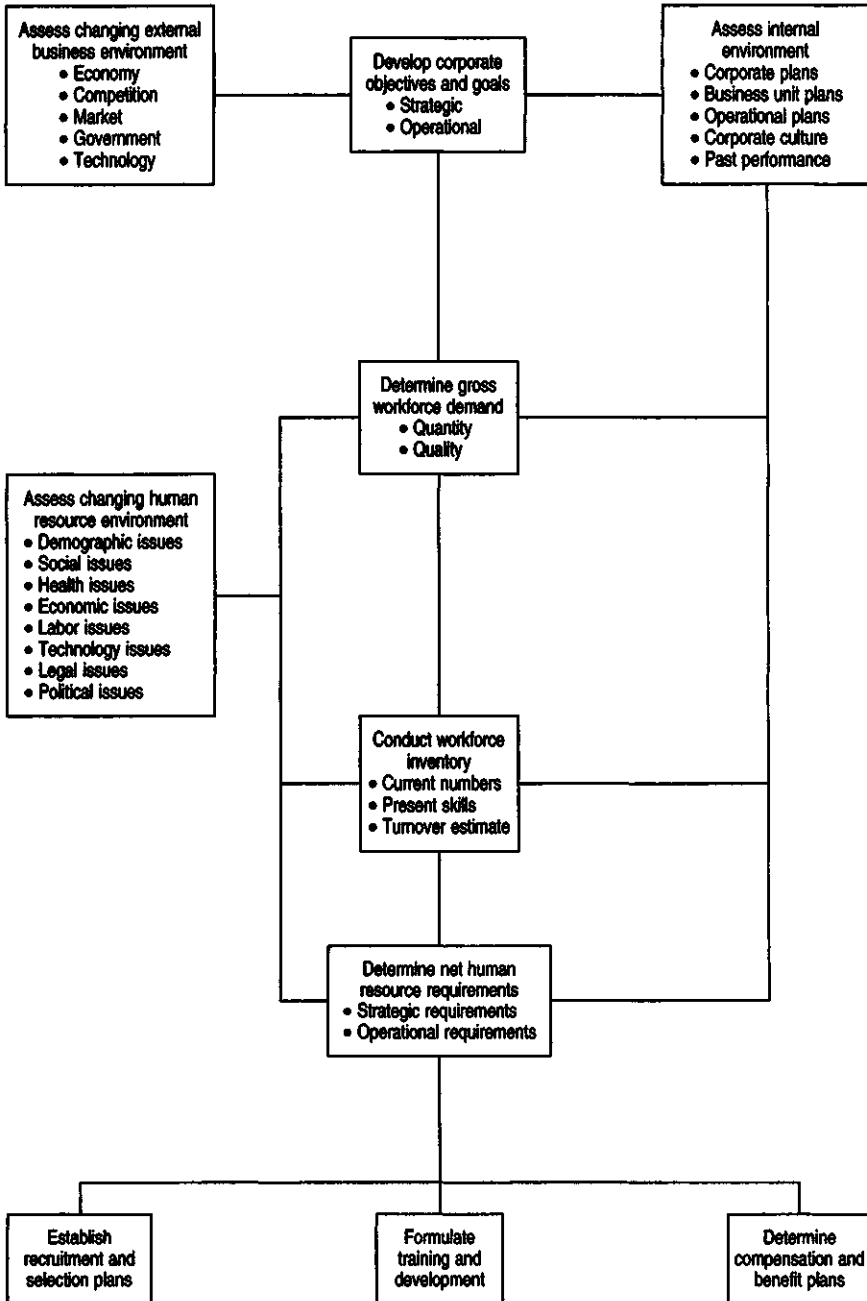 Assess changing external
business environment
• Economy
• Competition
• Market
• Government
• Technology
Develop corporate
objectives and goals
• Strategic
• Operational
Assess internal
environment
• Corporate plans
• Business unit plans
• Operational plans
• Corporate culture
• Past performance
Determine gross
workforce demand
• Quantity
• Quality
Assess changing human
resource environment
• Demographic issues
• Social issues
• Health issues
• Economic issues
• Labor issues
• Technology issues
• Legal issues
• Political issues
Conduct workforce
inventory
• Current numbers
• Present skills
• Turnover estimate
Determine net human
resource requirements
• Strategic requirements
• Operational requirements
Establish
recruitment and
selection plans
Formulate
training and
development
Determine
compensation and
benefit plans